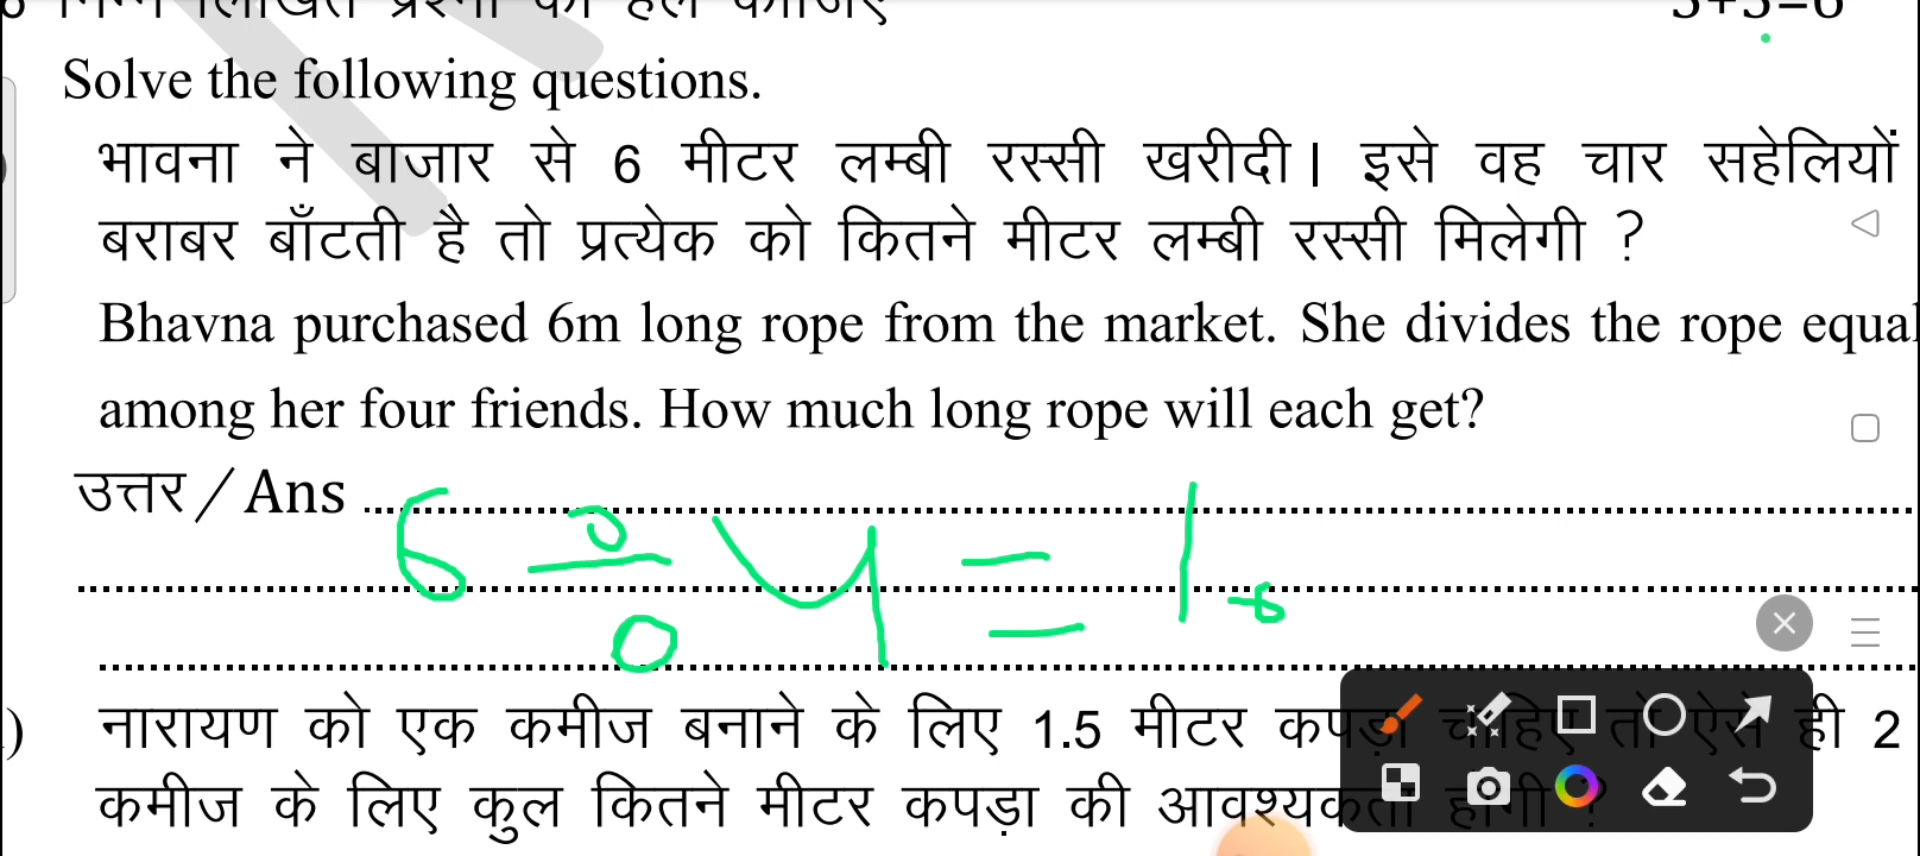 Solve the following questions.
भावना ने बाजार से 6 मीटर लम्बी रस्सी खरीदी। इसे वह चार सहेलियों
बराबर बाँटती है तो प्रत्येक को कितने मीटर लम्बी रस्सी मिलेगी ?
Bhavna purchased 6m long rope from the market. She divides the rope equal
among her four friends. How much long rope will each get?
उत्तर / Ans
6 ÷ 4 = 1.
नारायण को एक कमीज बनाने के लिए 1.5 मीटर कपड़ा चाहिए तो ऐसे ही 2
कमीज के लिए कुल कितने मीटर कपड़ा की आवश्यकता होगी ?